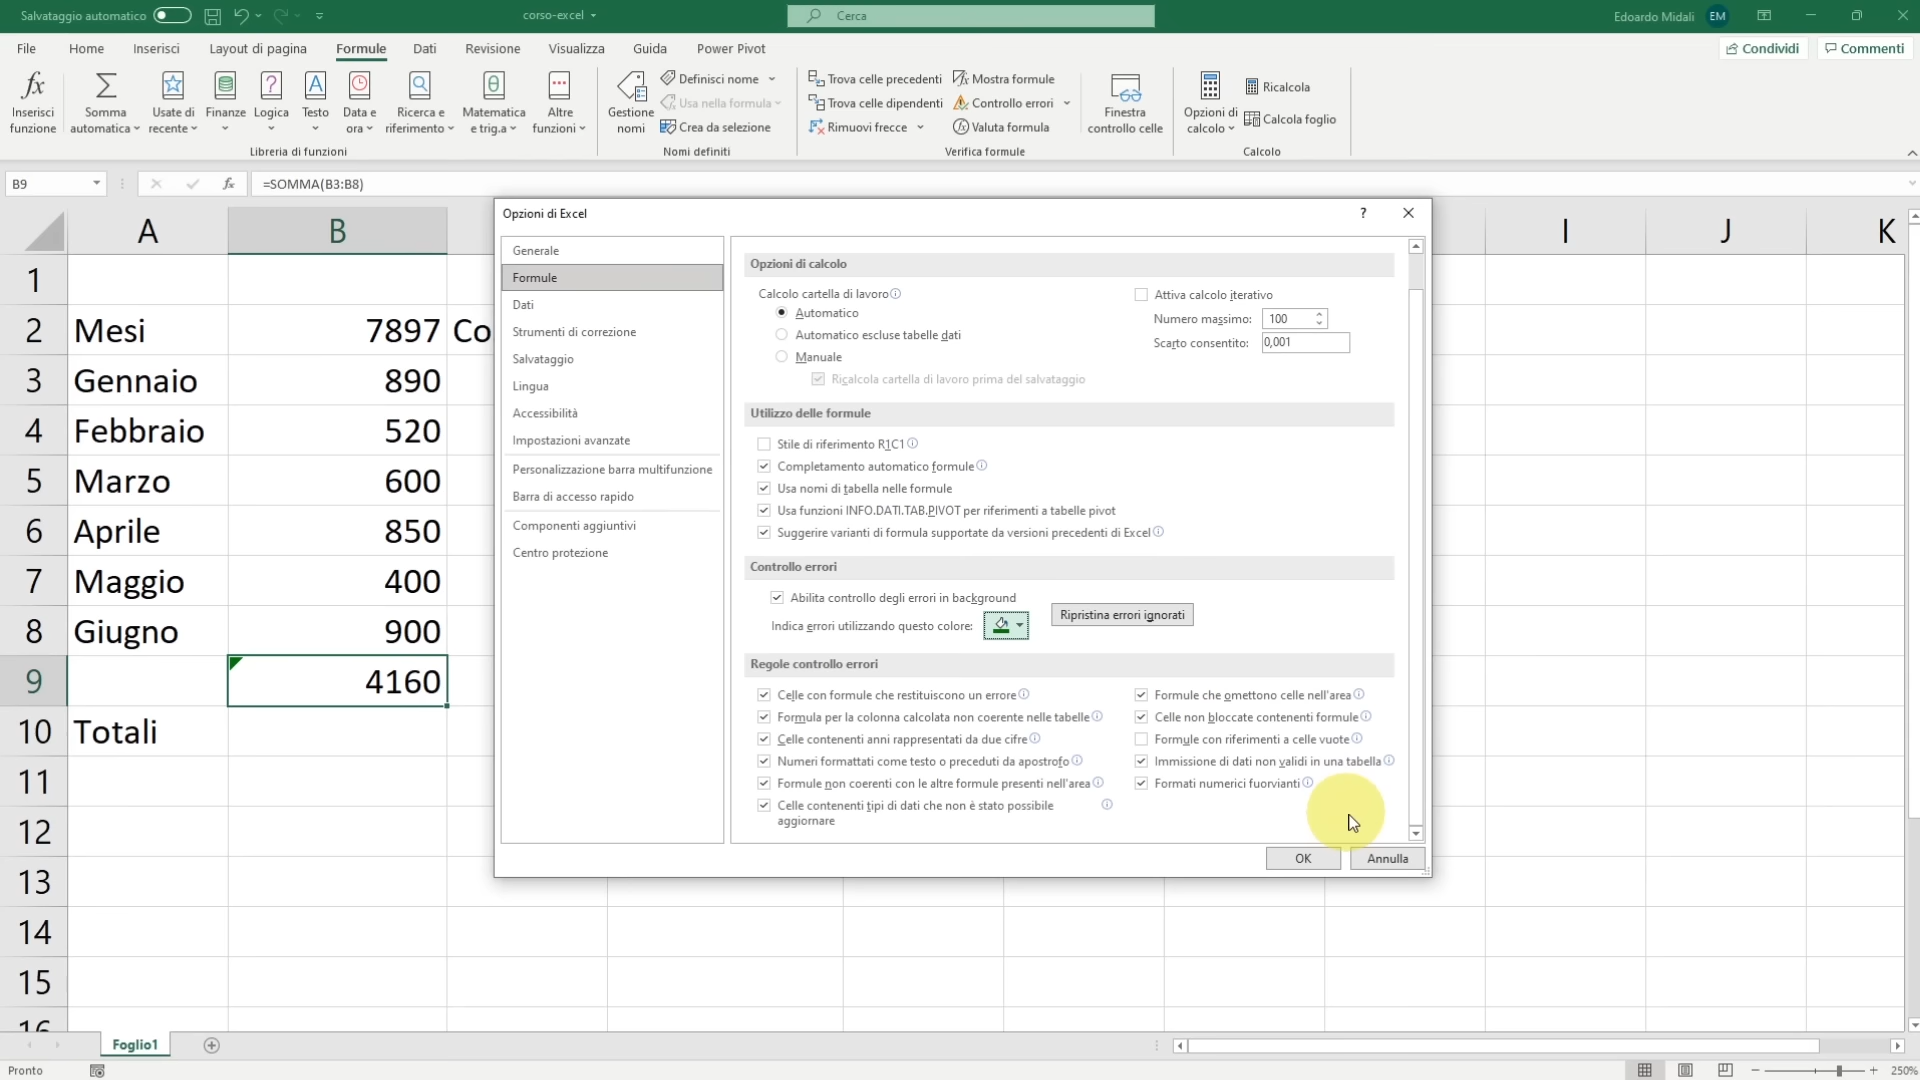 Salvataggio automatico
corso-excel
Cerca
Edoardo Midali
EM
File
Home
Inserisci
Layout di pagina
Formule
Dati
Revisione
Visualizza
Guida
Power Pivot
Condividi
Commenti
Inserisci funzione
Somma automatica
Usate di recente
Finanze
Logica
Testo
Data e ora
Ricerca e riferimento
Matematica e trig.a
Altre funzioni
Libreria di funzioni
Gestione nomi
Definisci nome
Usa nella formula
Crea da selezione
Nomi definiti
Trova celle precedenti
Trova celle dipendenti
Rimuovi frecce
Mostra formule
Controllo errori
Valuta formula
Verifica formule
Finestra controllo celle
Opzioni di calcolo
Ricalcola
Calcola foglio
Calcolo
B9
fx
=SOMMA(B3:B8)
A
B
I
J
K
1
2 Mesi 7897 Co
3 Gennaio 890
4 Febbraio 520
5 Marzo 600
6 Aprile 850
7 Maggio 400
8 Giugno 900
9 4160
10 Totali
11
12
13
14
15
16
Opzioni di Excel
?
Generale
Formule
Dati
Strumenti di correzione
Salvataggio
Lingua
Accessibilità
Impostazioni avanzate
Personalizzazione barra multifunzione
Barra di accesso rapido
Componenti aggiuntivi
Centro protezione
Opzioni di calcolo
Calcolo cartella di lavoro
Automatico
Automatico escluse tabelle dati
Manuale
Ricalcola cartella di lavoro prima del salvataggio
Attiva calcolo iterativo
Numero massimo: 100
Scarto consentito: 0,001
Utilizzo delle formule
Stile di riferimento R1C1
Completamento automatico formule
Usa nomi di tabella nelle formule
Usa funzioni INFO.DATI.TAB.PIVOT per riferimenti a tabelle pivot
Suggerire varianti di formula supportate da versioni precedenti di Excel
Controllo errori
Abilita controllo degli errori in background
Indica errori utilizzando questo colore:
Ripristina errori ignorati
Regole controllo errori
Celle con formule che restituiscono un errore
Formula per la colonna calcolata non coerente nelle tabelle
Celle contenenti anni rappresentati da due cifre
Numeri formattati come testo o preceduti da apostrofo
Formule non coerenti con le altre formule presenti nell'area
Celle contenenti tipi di dati che non è stato possibile
aggiornare
Formule che omettono celle nell'area
Celle non bloccate contenenti formule
Formule con riferimenti a celle vuote
Immissione di dati non validi in una tabella
Formati numerici fuorvianti
OK
Annulla
Foglio1
Pronto
250%